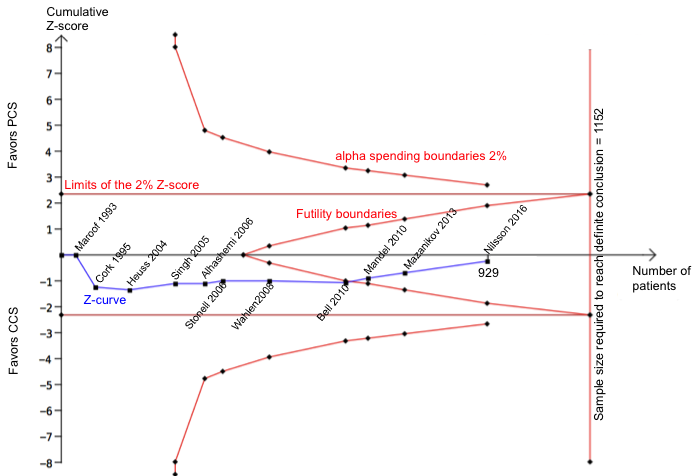 Cumulative
Z-score
8
7
6
5
4
3
2
1
−1
−2
−3
−4
−5
−6
−7
−8
Favors PCS
Favors CCS
alpha spending boundaries 2%
Limits of the 2% Z-score
Futility boundaries
Z-curve
Maroof 1993
Cork 1995
Heuss 2004
Singh 2005
Alhashemi 2006
Stoneli 2006
Wahlen2008
Bell 2010
Mandel 2010
Mazanikov 2013
Nilsson 2016
929
Number of
patients
Sample size required to reach definite conclusion = 1152